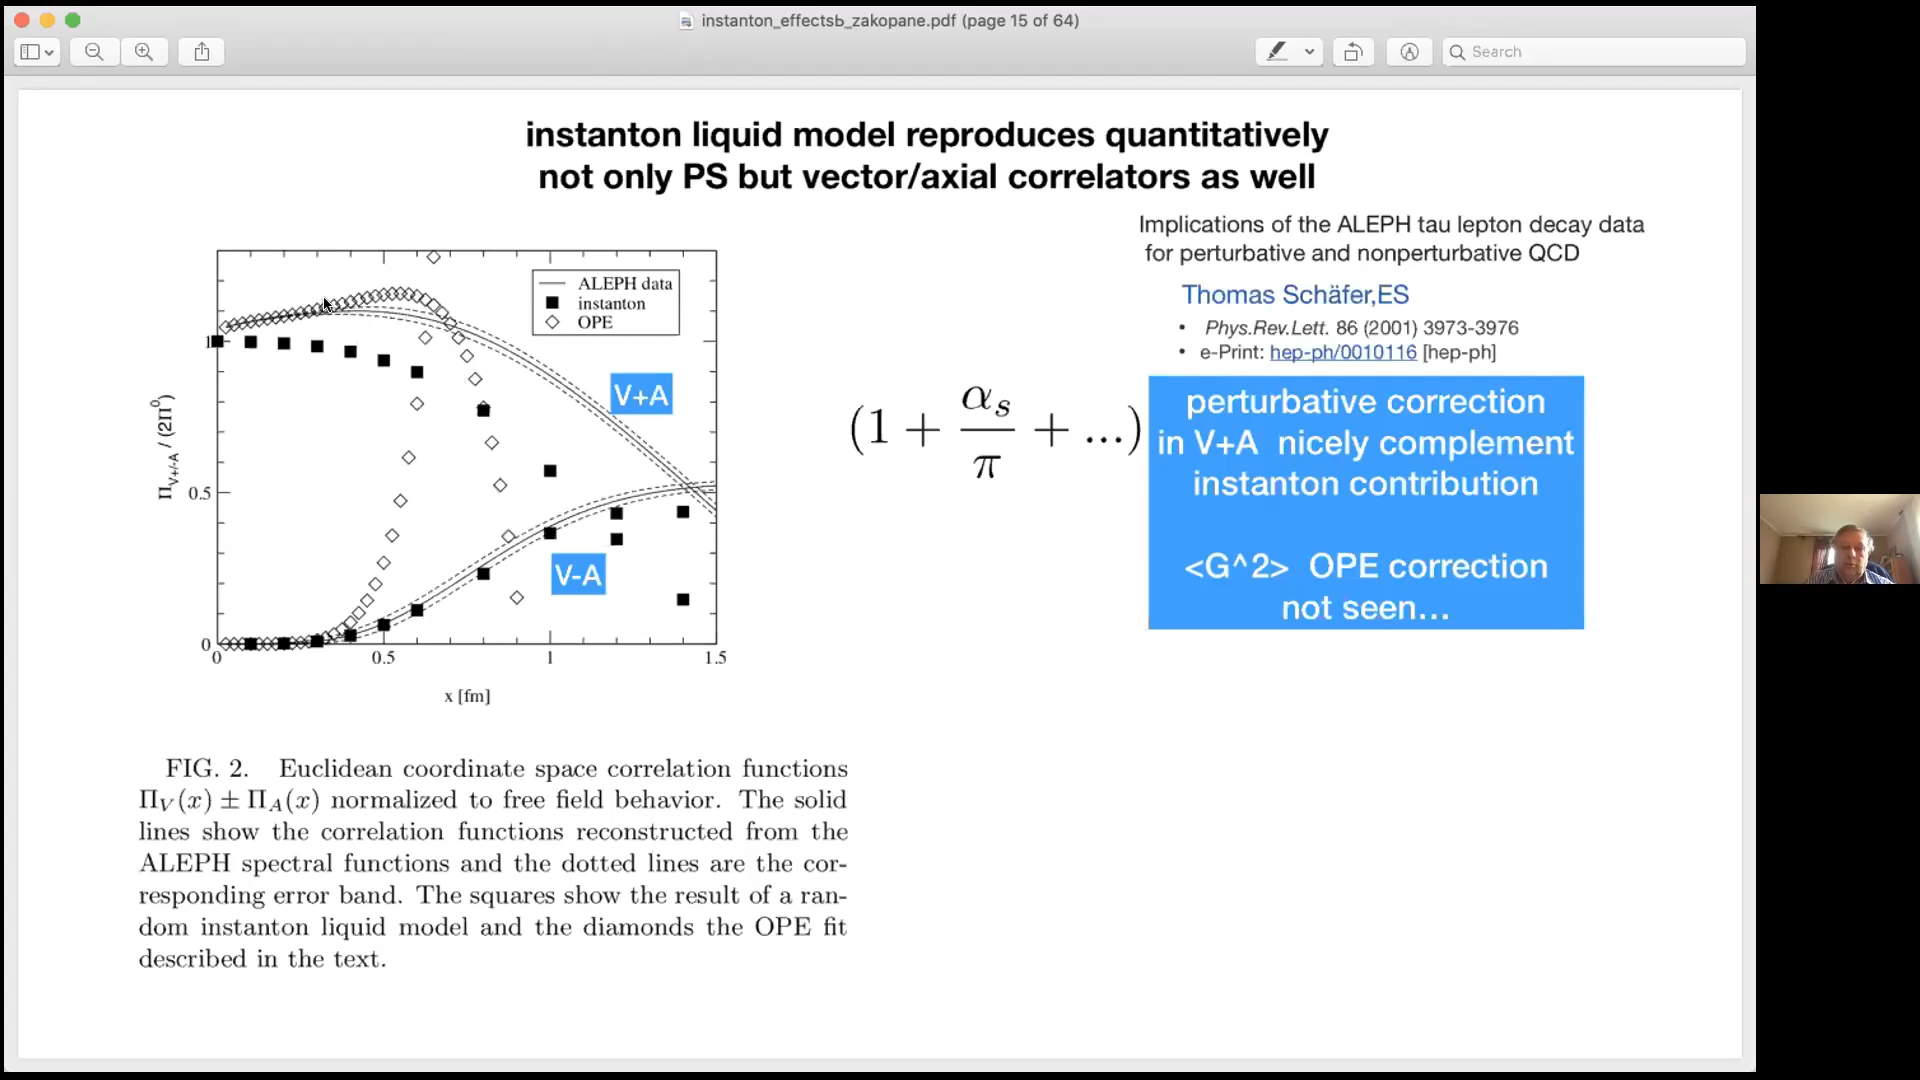 instanton_effectsb_zakopane.pdf (page 15 of 64)
Search
instanton liquid model reproduces quantitatively
not only PS but vector/axial correlators as well
Implications of the ALEPH tau lepton decay data
for perturbative and nonperturbative QCD
Thomas Schäfer,ES
• Phys.Rev.Lett. 86 (2001) 3973-3976
• e-Print: hep-ph/0010116 [hep-ph]
ALEPH data
instanton
OPE
V+A
V-A
Π_V+/-A / (2Π^0)
1
0.5
0
0
0.5
1
1.5
x [fm]
(1 + α_s/π + ...)
perturbative correction
in V+A nicely complement
instanton contribution
<G^2> OPE correction
not seen...
FIG. 2. Euclidean coordinate space correlation functions
Π_V(x) ± Π_A(x) normalized to free field behavior. The solid
lines show the correlation functions reconstructed from the
ALEPH spectral functions and the dotted lines are the cor-
responding error band. The squares show the result of a ran-
dom instanton liquid model and the diamonds the OPE fit
described in the text.